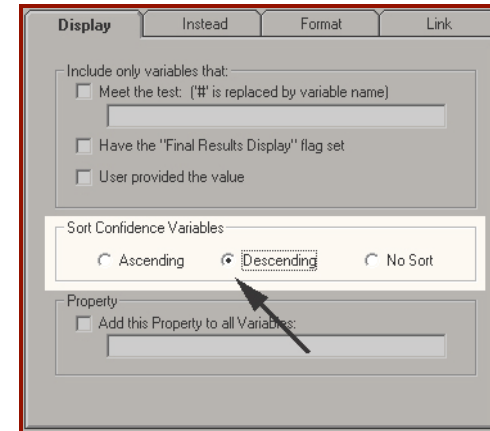 Display Instead Format Link
Include only variables that:
Meet the test: ('#' is replaced by variable name)
Have the "Final Results Display" flag set
User provided the value
Sort Confidence Variables
Ascending Descending No Sort
Property
Add this Property to all Variables: